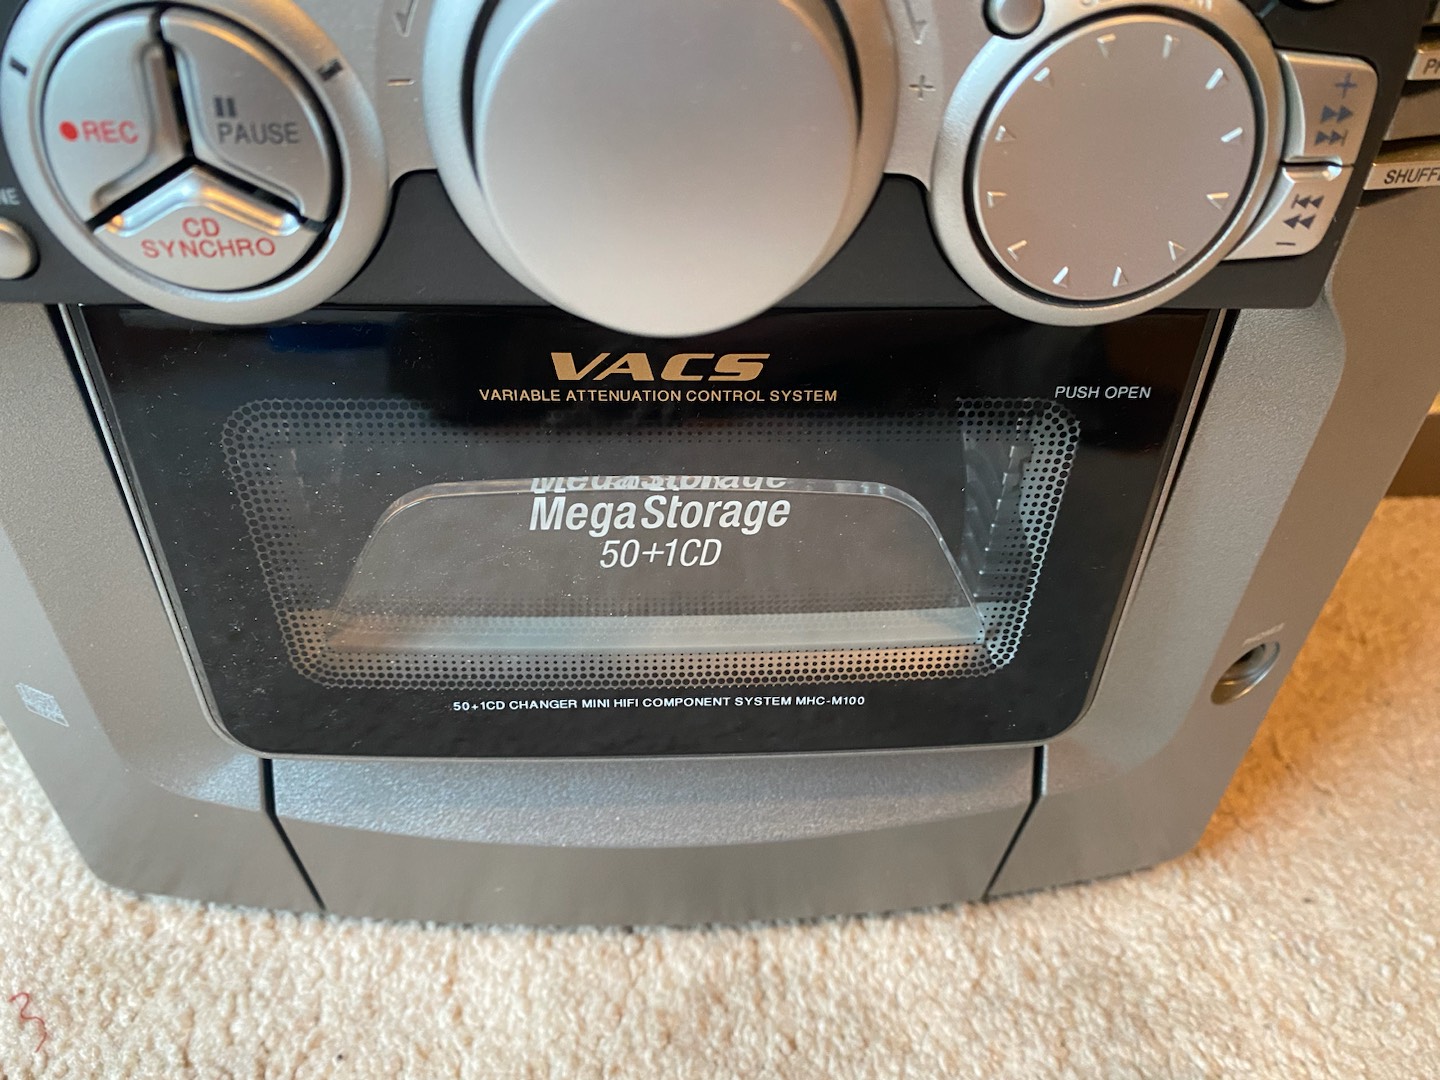 REC
PAUSE
CD
SYNCHRO
VACS
VARIABLE ATTENUATION CONTROL SYSTEM
PUSH OPEN
MegaStorage
MegaStorage
50+1CD
50+1CD CHANGER MINI HIFI COMPONENT SYSTEM MHC-M100